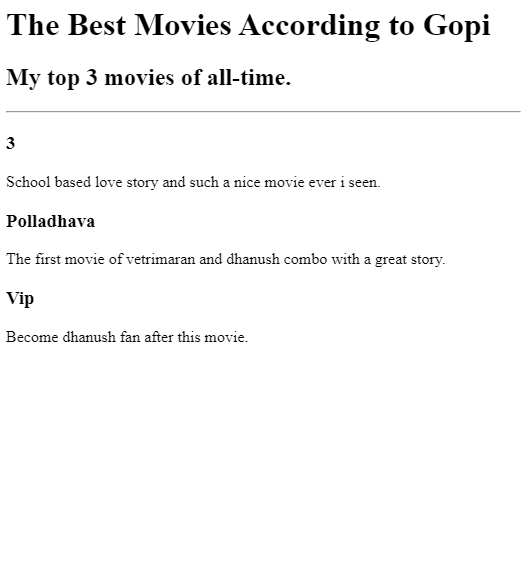 The Best Movies According to Gopi
My top 3 movies of all-time.
3
School based love story and such a nice movie ever i seen.
Polladhava
The first movie of vetrimaran and dhanush combo with a great story.
Vip
Become dhanush fan after this movie.